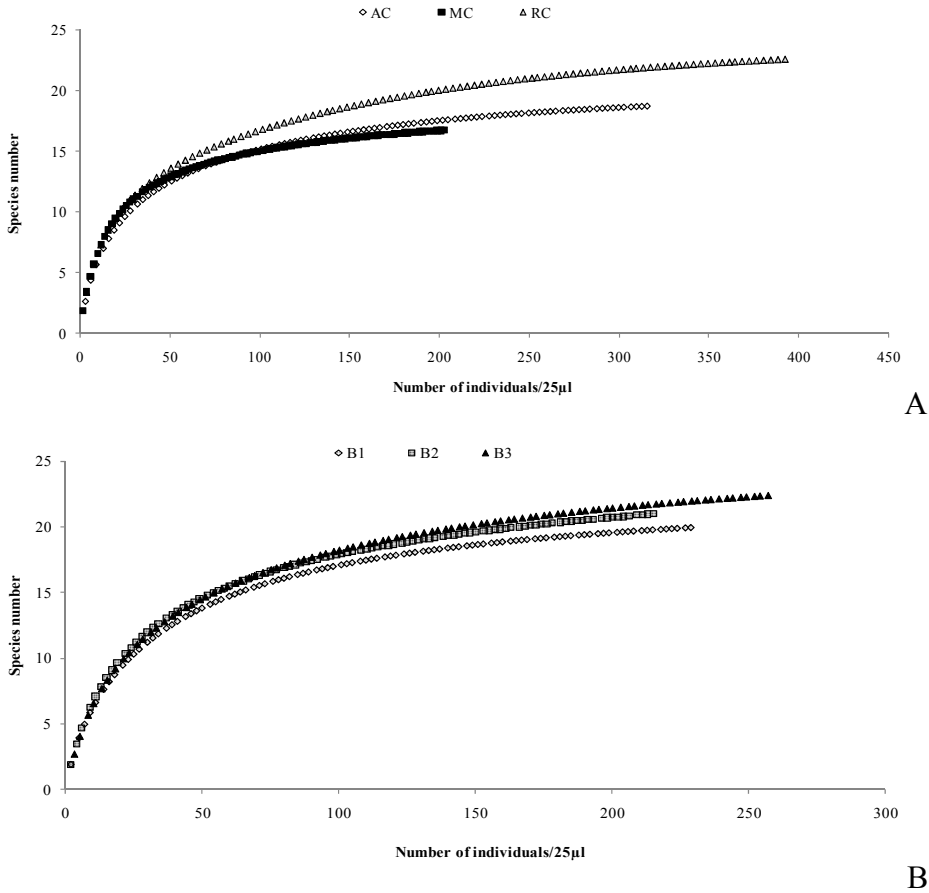 AC MC RC
25
20
15
10
5
0
Species number
0 50 100 150 200 250 300 350 400 450
Number of individuals/25µl
A
B1 B2 B3
25
20
15
10
5
0
Species number
0 50 100 150 200 250 300
Number of individuals/25µl
B